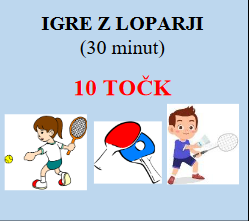 IGRE Z LOPARJI
(30 minut)
10 TOČK